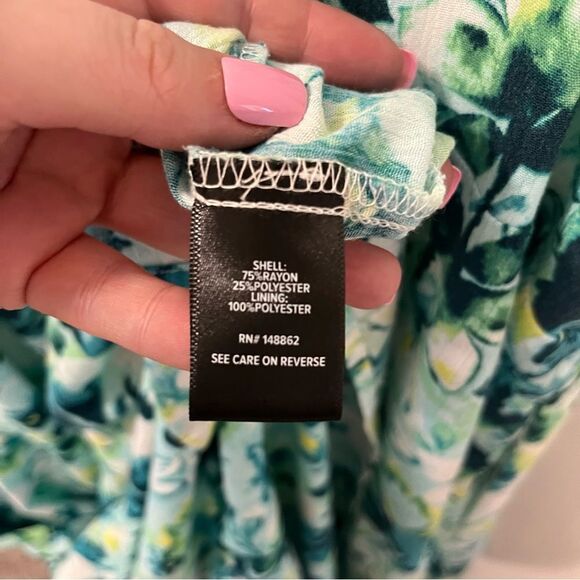 SHELL:
75%RAYON
25%POLYESTER
LINING:
100%POLYESTER
RN# 148862
SEE CARE ON REVERSE